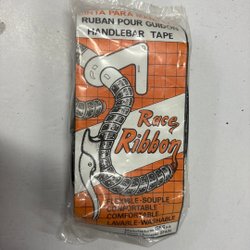 CINTA PARA
RUBAN POUR GUIDON
HANDLEBAR TAPE
Race
Ribbon
FLEXIBLE-SOUPLE
CONFORTABLE
COMFORTABLE
LAVABLE-WASHABLE